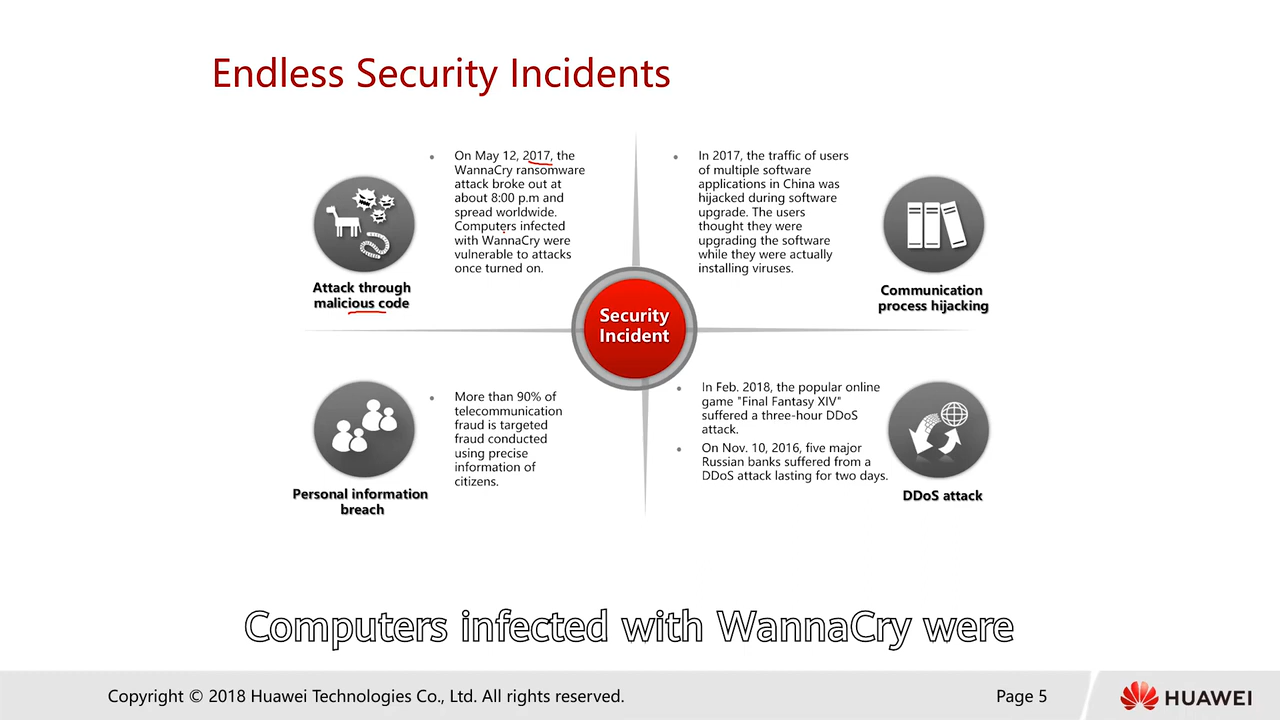 Endless Security Incidents
• On May 12, 2017, the
WannaCry ransomware
attack broke out at
about 8:00 p.m and
spread worldwide.
Computers infected
with WannaCry were
vulnerable to attacks
once turned on.
Attack through
malicious code
• In 2017, the traffic of users
of multiple software
applications in China was
hijacked during software
upgrade. The users
thought they were
upgrading the software
while they were actually
installing viruses.
Communication
process hijacking
Security
Incident
• More than 90% of
telecommunication
fraud is targeted
fraud conducted
using precise
information of
citizens.
Personal information
breach
• In Feb. 2018, the popular online
game "Final Fantasy XIV"
suffered a three-hour DDoS
attack.
• On Nov. 10, 2016, five major
Russian banks suffered from a
DDoS attack lasting for two days.
DDoS attack
Computers infected with WannaCry were
Copyright © 2018 Huawei Technologies Co., Ltd. All rights reserved.
Page 5
HUAWEI